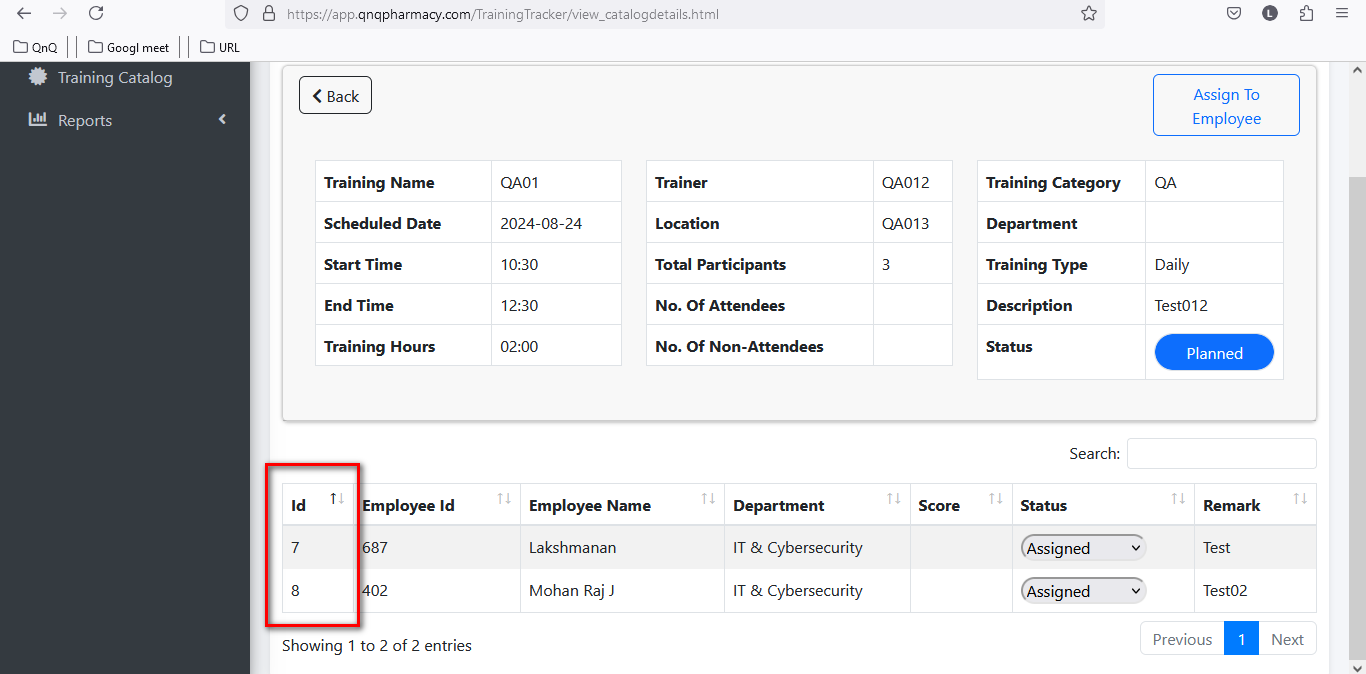 https://app.qnqpharmacy.com/TrainingTracker/view_catalogdetails.html
L
QnQ
Googl meet
URL
Training Catalog
Reports
Back
Assign To
Employee
Training Name QA01
Scheduled Date 2024-08-24
Start Time 10:30
End Time 12:30
Training Hours 02:00
Trainer QA012
Location QA013
Total Participants 3
No. Of Attendees
No. Of Non-Attendees
Training Category QA
Department
Training Type Daily
Description Test012
Status Planned
Search:
Id Employee Id Employee Name Department Score Status Remark
7 687 Lakshmanan IT & Cybersecurity Assigned Test
8 402 Mohan Raj J IT & Cybersecurity Assigned Test02
Showing 1 to 2 of 2 entries
Previous 1 Next